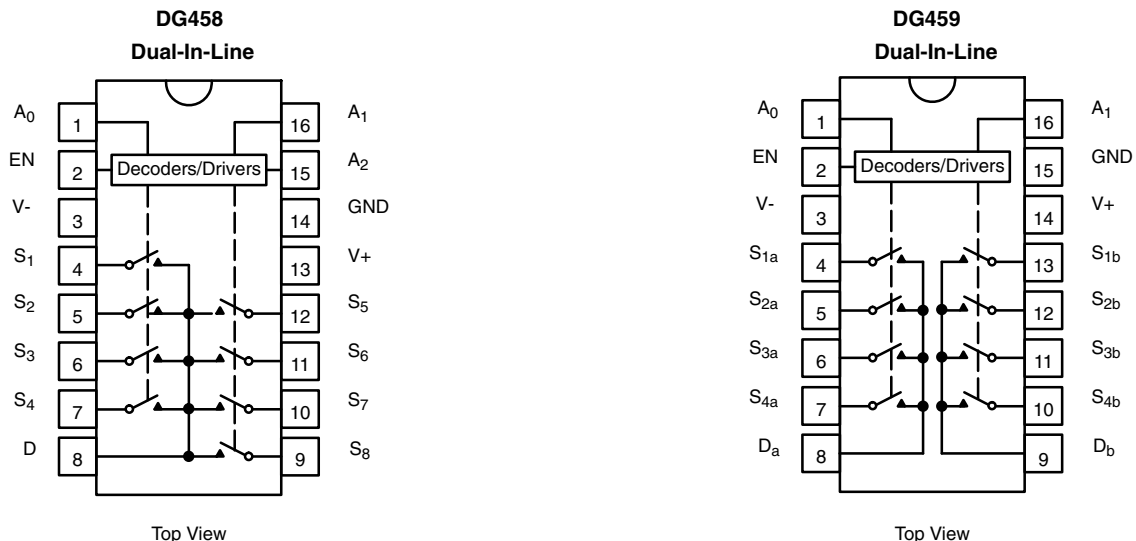 DG458
Dual-In-Line
A0 1 16 A1
EN 2 Decoders/Drivers 15 A2
V- 3 14 GND
S1 4 13 V+
S2 5 12 S5
S3 6 11 S6
S4 7 10 S7
D 8 9 S8
Top View
DG459
Dual-In-Line
A0 1 16 A1
EN 2 Decoders/Drivers 15 GND
V- 3 14 V+
S1a 4 13 S1b
S2a 5 12 S2b
S3a 6 11 S3b
S4a 7 10 S4b
Da 8 9 Db
Top View